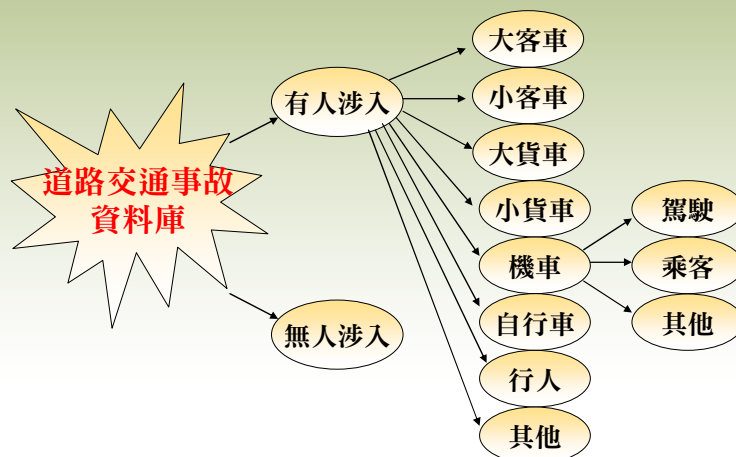 道路交通事故
資料庫
有人涉入
無人涉入
大客車
小客車
大貨車
小貨車
機車
自行車
行人
其他
駕駛
乘客
其他